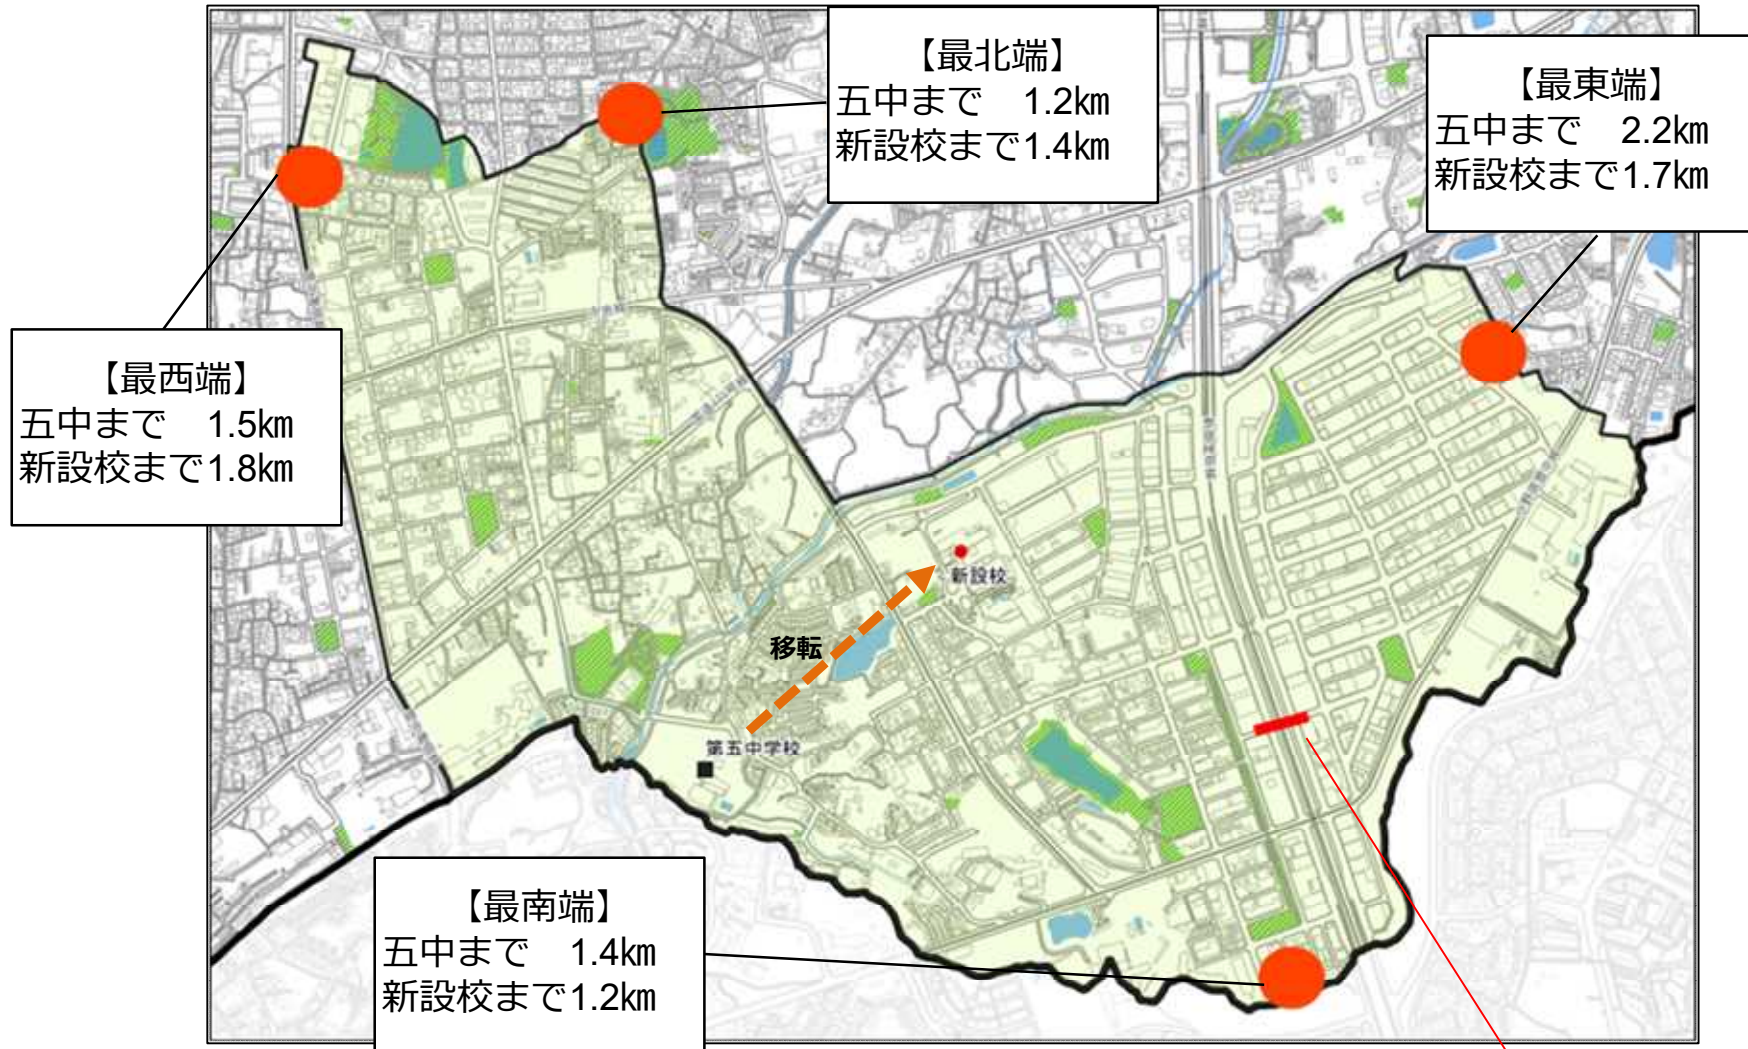 【最北端】
五中まで　1.2㎞
新設校まで1.4㎞
【最東端】
五中まで　2.2㎞
新設校まで1.7㎞
【最西端】
五中まで　1.5㎞
新設校まで1.8㎞
新設校
移転
第五中学校
【最南端】
五中まで　1.4㎞
新設校まで1.2㎞